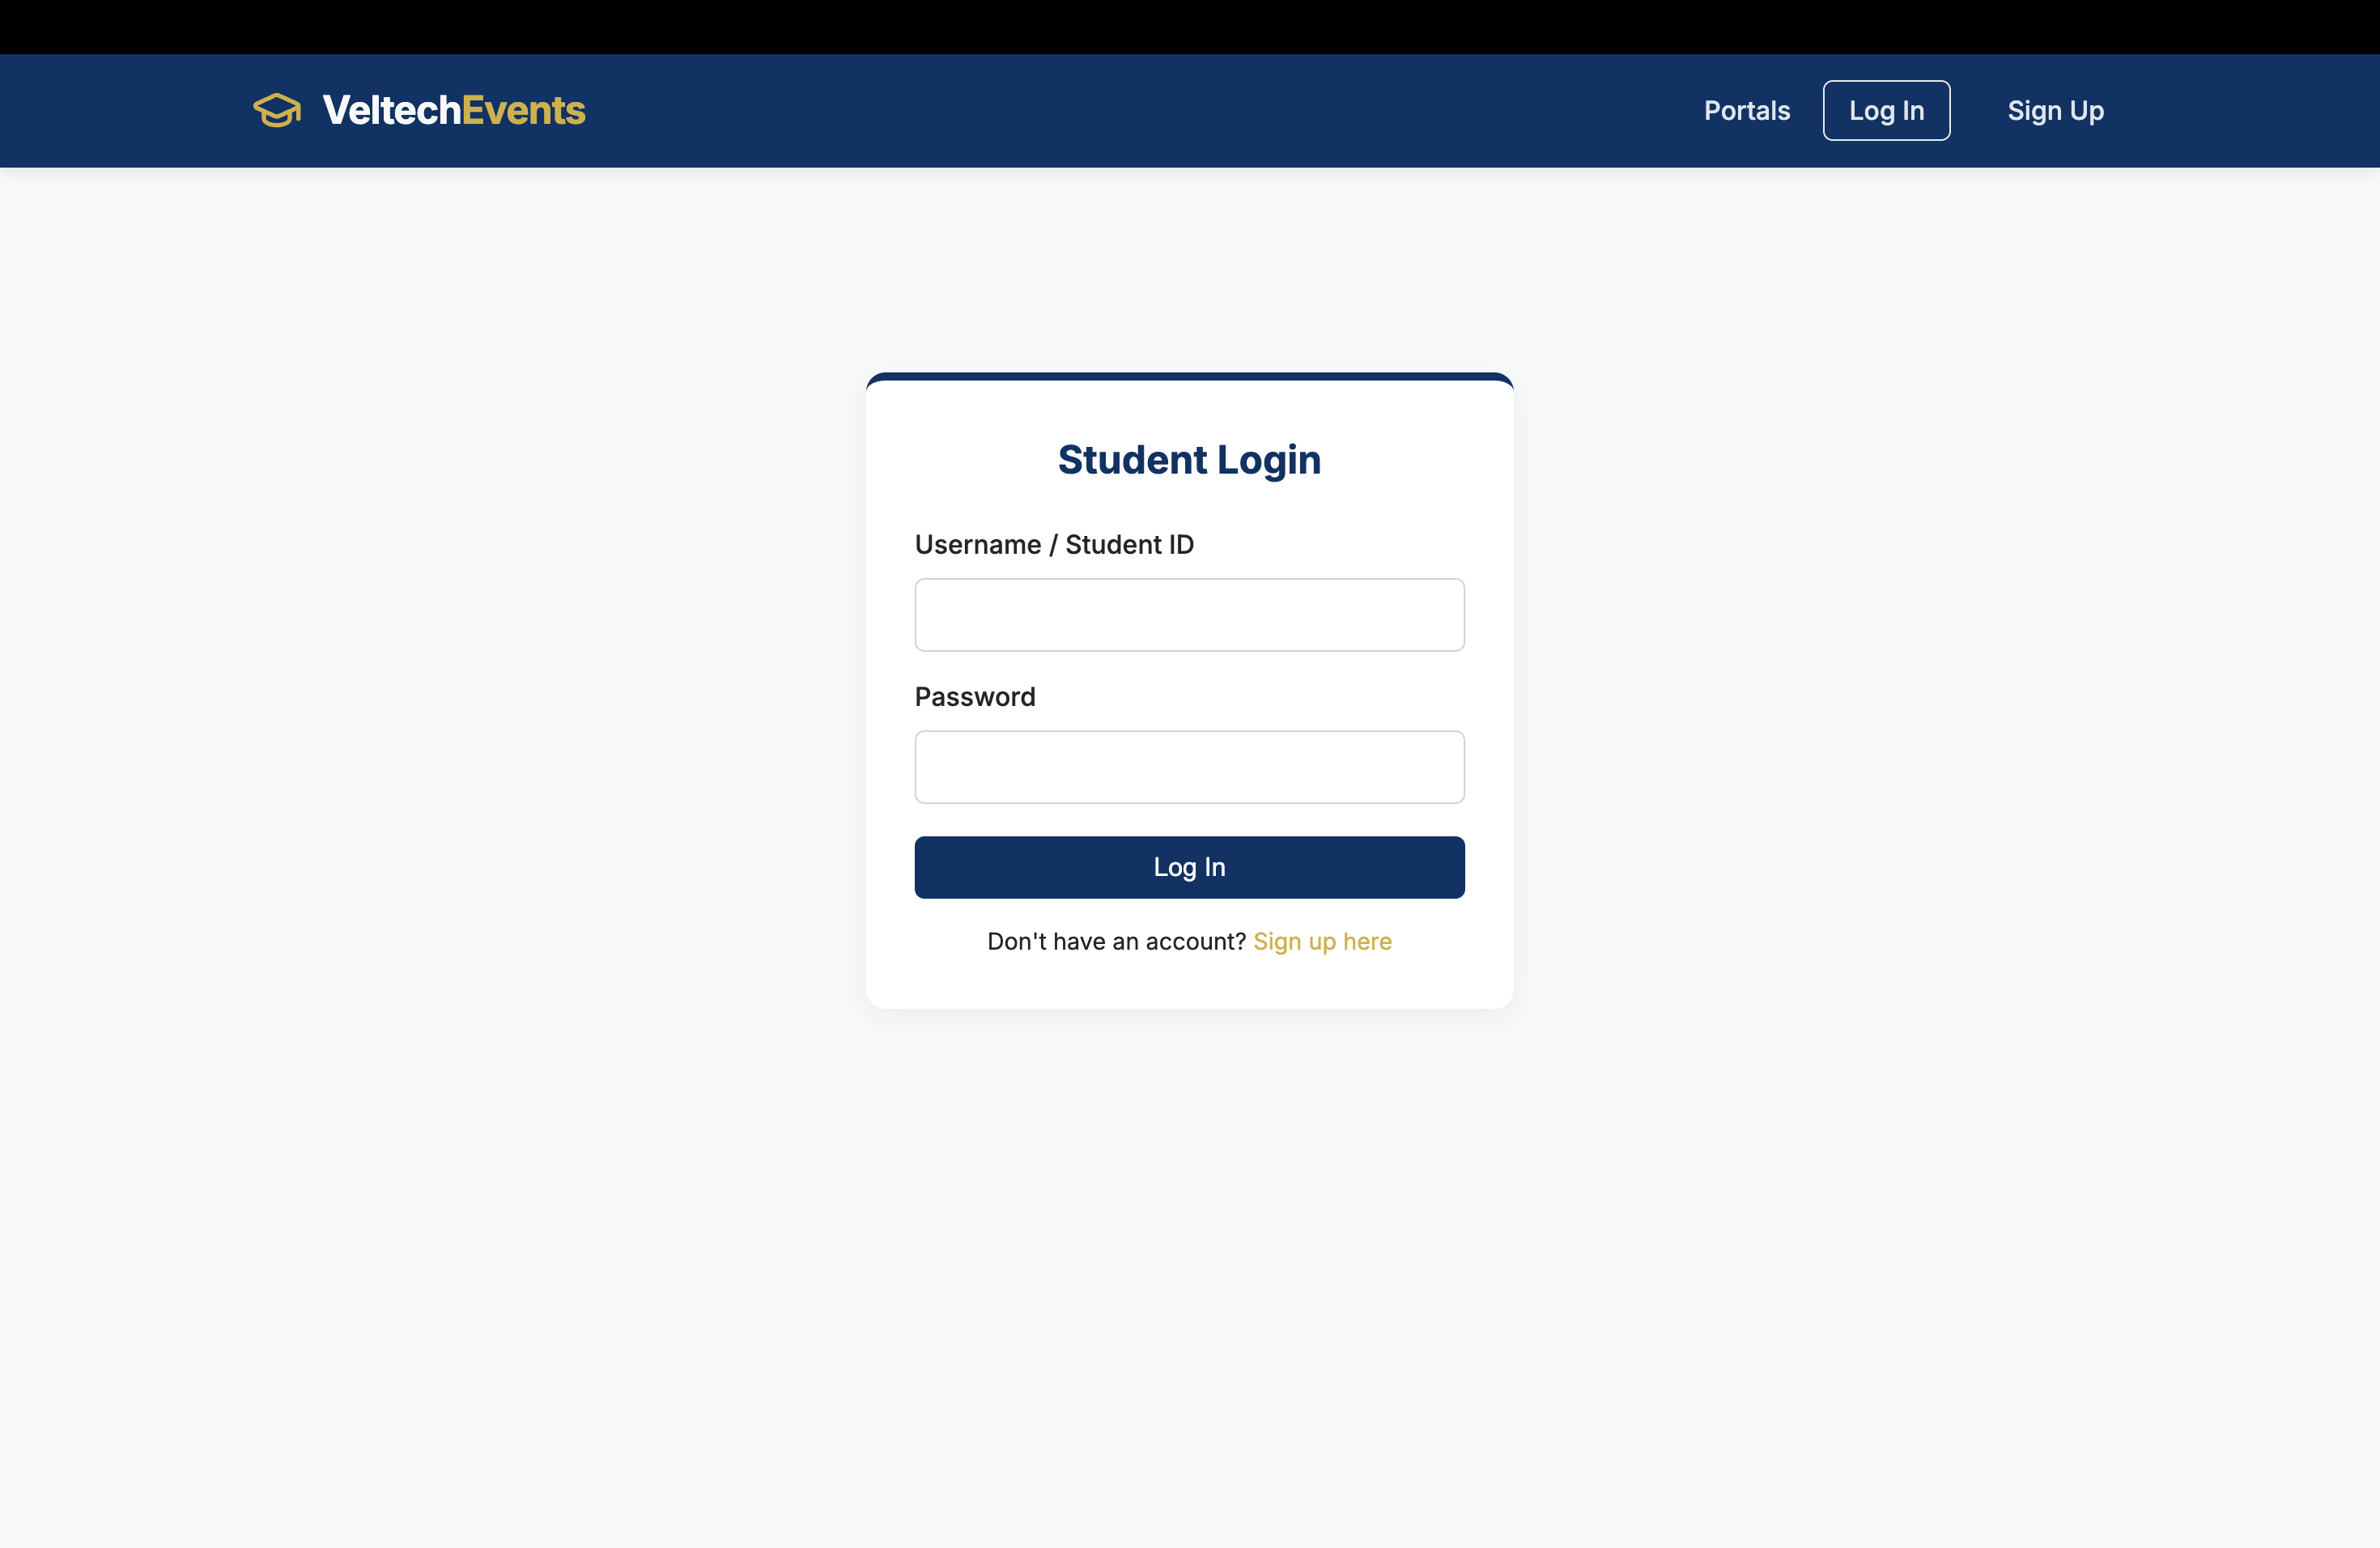 VeltechEvents
Portals
Log In
Sign Up
Student Login
Username / Student ID
Password
Log In
Don't have an account? Sign up here